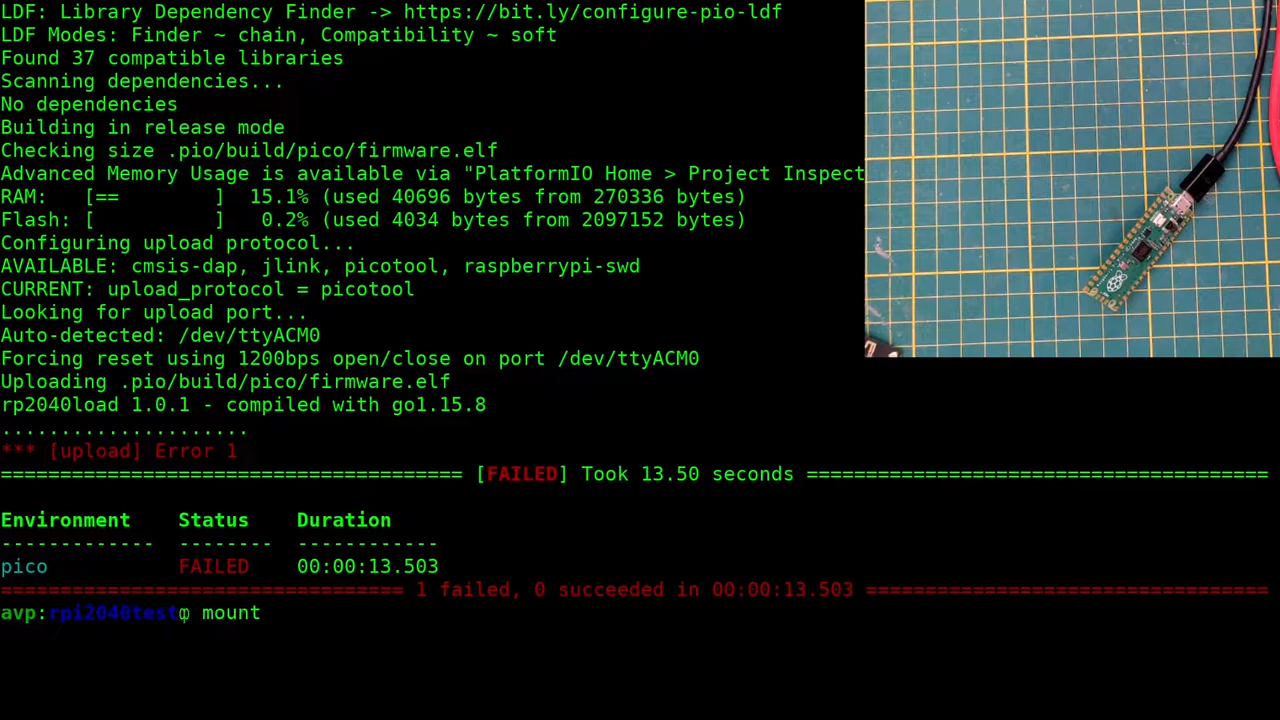 LDF: Library Dependency Finder -> https://bit.ly/configure-pio-ldf
LDF Modes: Finder ~ chain, Compatibility ~ soft
Found 37 compatible libraries
Scanning dependencies...
No dependencies
Building in release mode
Checking size .pio/build/pico/firmware.elf
Advanced Memory Usage is available via "PlatformIO Home > Project Inspect
RAM:   [==        ]  15.1% (used 40696 bytes from 270336 bytes)
Flash: [          ]   0.2% (used 4034 bytes from 2097152 bytes)
Configuring upload protocol...
AVAILABLE: cmsis-dap, jlink, picotool, raspberrypi-swd
CURRENT: upload_protocol = picotool
Looking for upload port...
Auto-detected: /dev/ttyACM0
Forcing reset using 1200bps open/close on port /dev/ttyACM0
Uploading .pio/build/pico/firmware.elf
rp2040load 1.0.1 - compiled with go1.15.8
.....................
*** [upload] Error 1
======================================= [FAILED] Took 13.50 seconds =======================================
Environment    Status    Duration
-------------  --------  ------------
pico           FAILED    00:00:13.503
================================== 1 failed, 0 succeeded in 00:00:13.503 ===================================
avp:rpi2040test@ mount